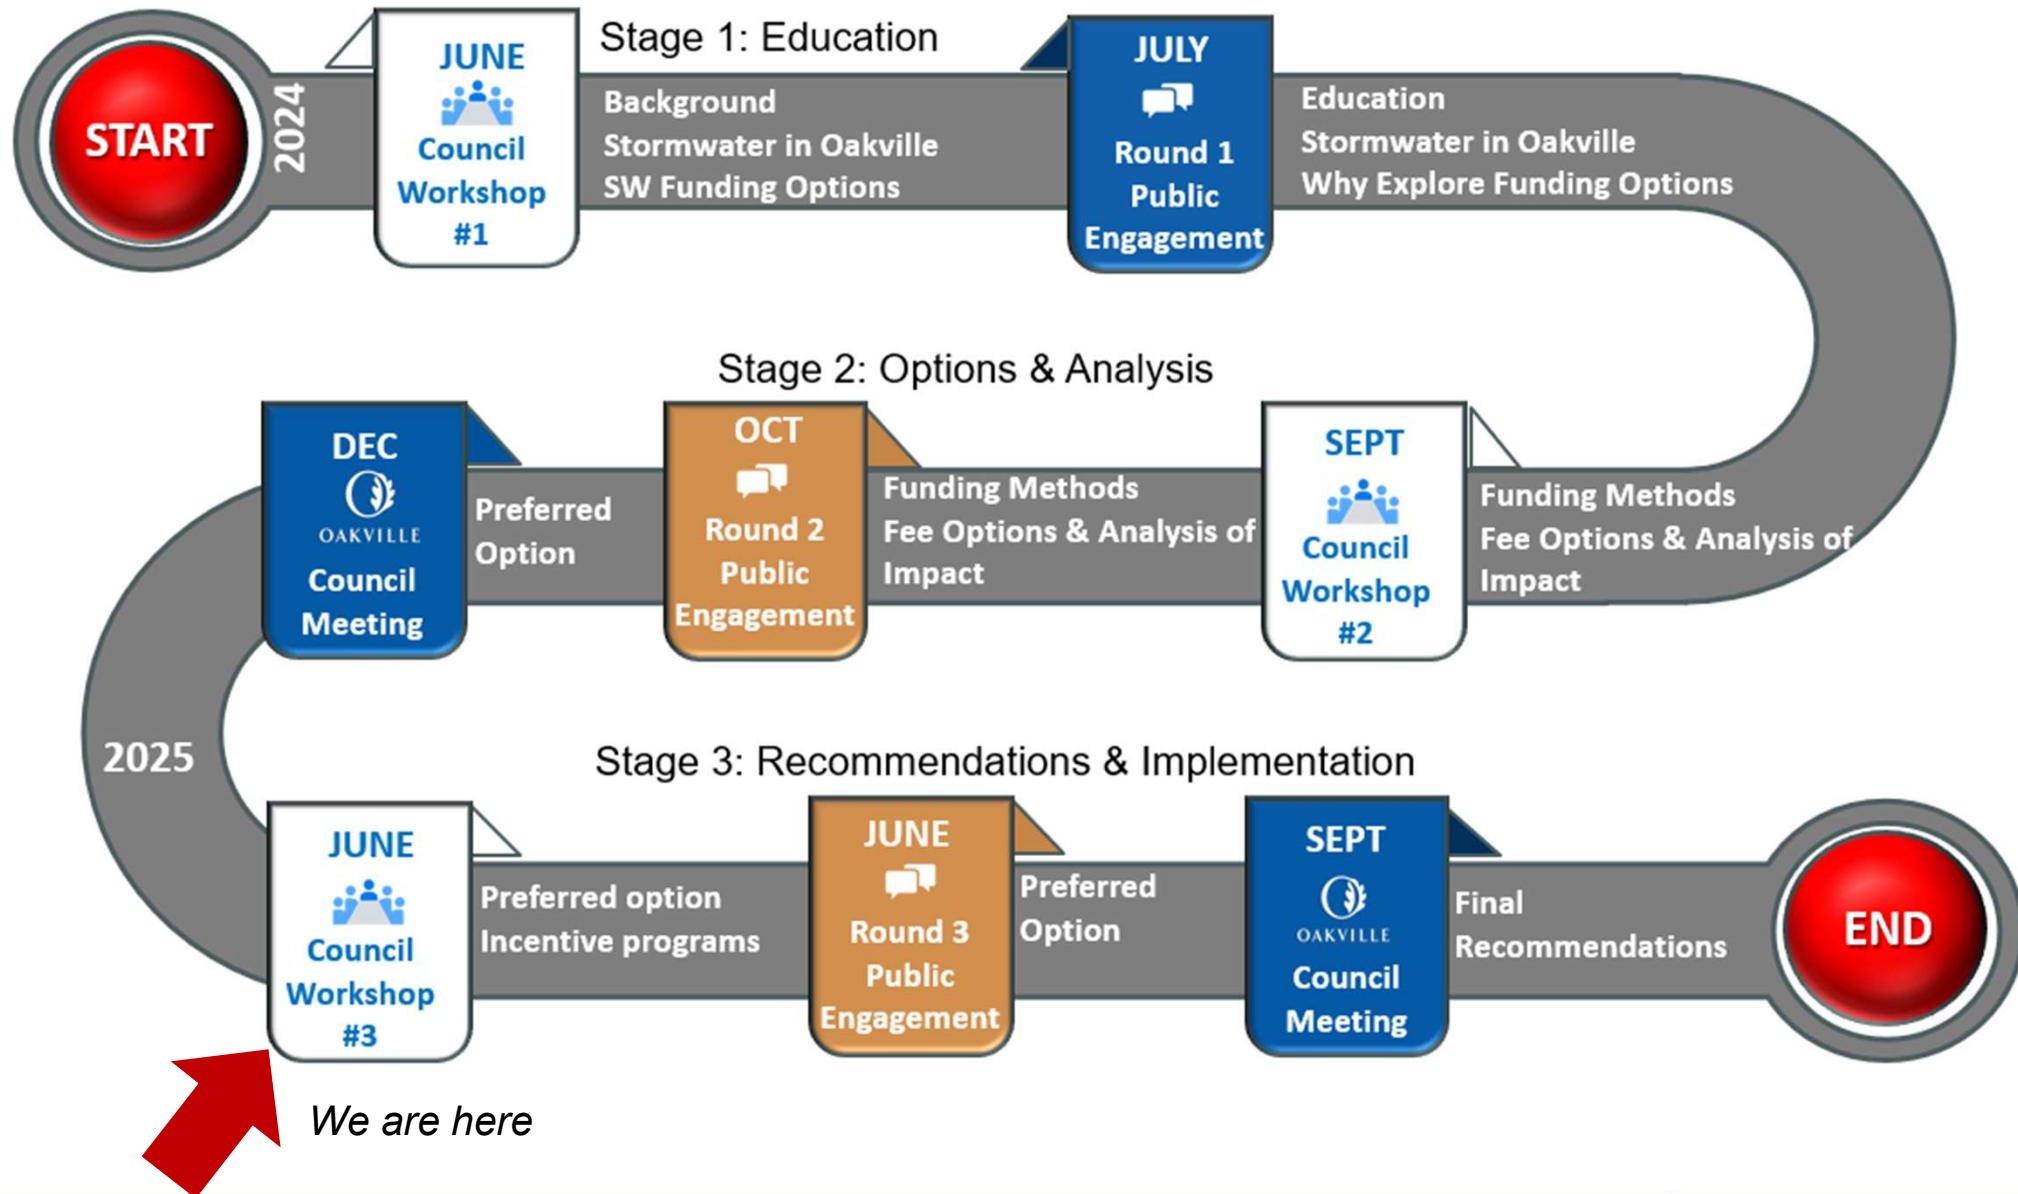 START
2024
JUNE
Council
Workshop
#1
Stage 1: Education
Background
Stormwater in Oakville
SW Funding Options
JULY
Round 1
Public
Engagement
Education
Stormwater in Oakville
Why Explore Funding Options
Stage 2: Options & Analysis
SEPT
Council
Workshop
#2
Funding Methods
Fee Options & Analysis of
Impact
OCT
Round 2
Public
Engagement
Funding Methods
Fee Options & Analysis of
Impact
DEC
OAKVILLE
Council
Meeting
Preferred
Option
2025
Stage 3: Recommendations & Implementation
JUNE
Council
Workshop
#3
Preferred option
Incentive programs
JUNE
Round 3
Public
Engagement
Preferred
Option
SEPT
OAKVILLE
Council
Meeting
Final
Recommendations
END
We are here